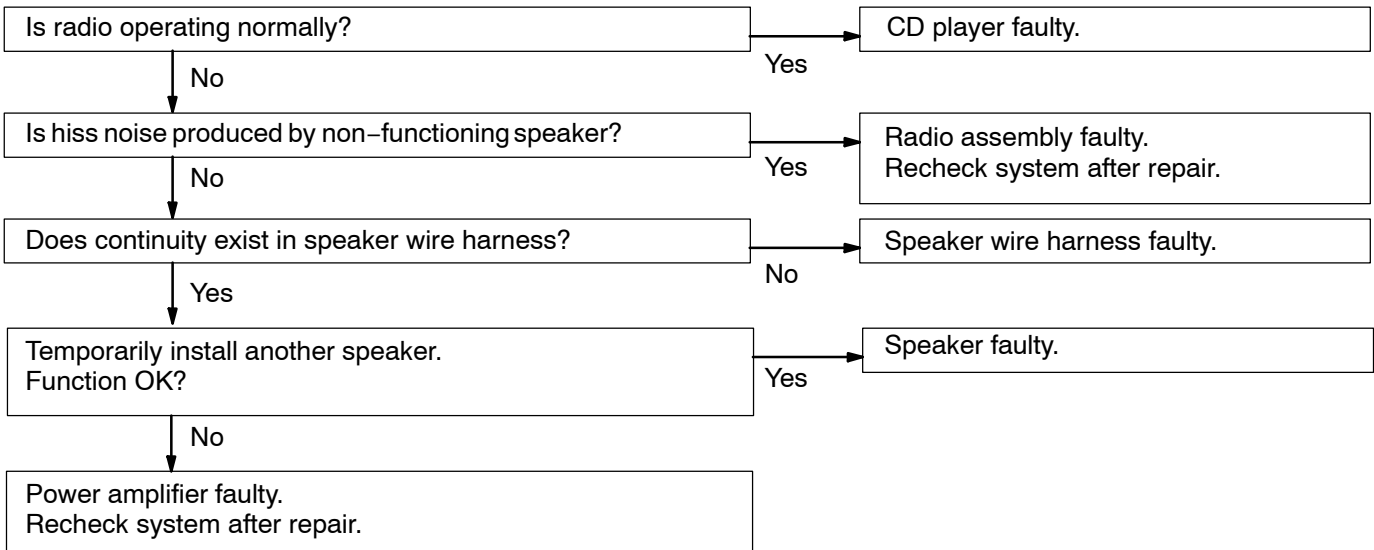 Is radio operating normally?
CD player faulty.
Yes
No
Is hiss noise produced by non−functioning speaker?
Radio assembly faulty.
Recheck system after repair.
Yes
No
Does continuity exist in speaker wire harness?
Speaker wire harness faulty.
No
Yes
Temporarily install another speaker.
Function OK?
Speaker faulty.
Yes
No
Power amplifier faulty.
Recheck system after repair.